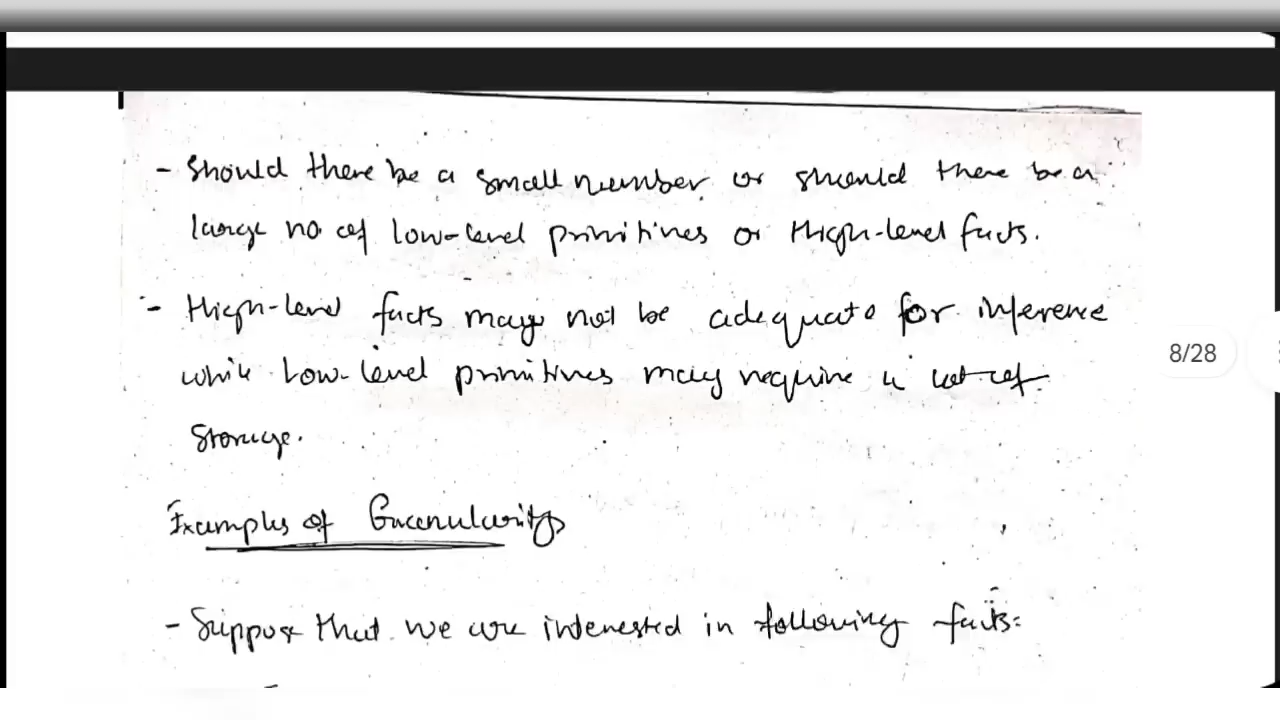 - Should there be a small number or should there be a
large no of low-level primitives or High-level facts.
- High-level facts may not be adequate for inference
while Low-level primitives may require a lot of
storage.
Examples of Granularity
- Suppose that we are interested in following facts:
8/28